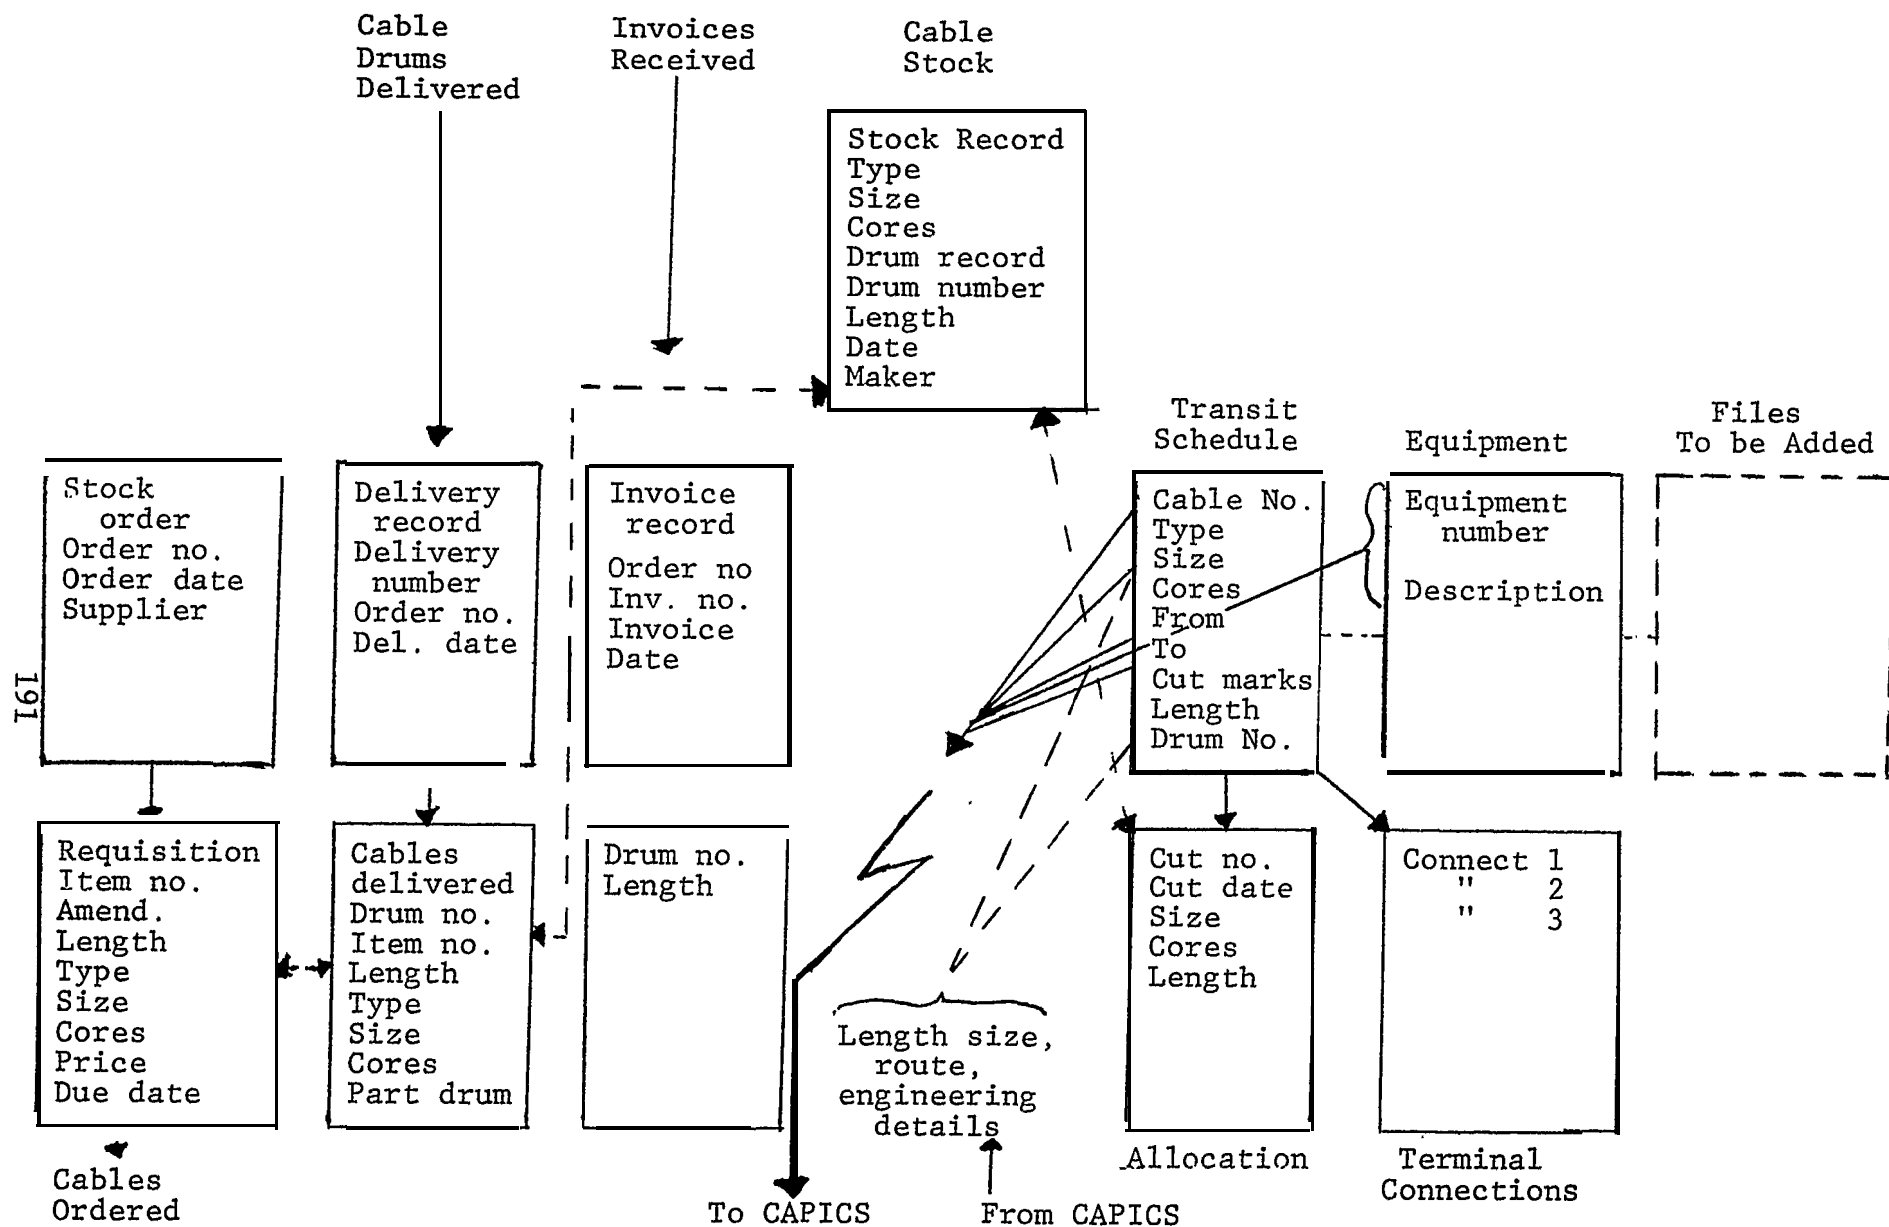 Cable
Drums
Delivered
Invoices
Received
Cable
Stock
Stock Record
Type
Size
Cores
Drum record
Drum number
Length
Date
Maker
Stock
order
Order no.
Order date
Supplier
Delivery
record
Delivery
number
Order no.
Del. date
Invoice
record
Order no
Inv. no.
Invoice
Date
Transit
Schedule
Cable No.
Type
Size
Cores
From
To
Cut marks
Length
Drum No.
Equipment
Equipment
number
Description
Files
To be Added
191
Requisition
Item no.
Amend.
Length
Type
Size
Cores
Price
Due date
Cables
Ordered
Cables
delivered
Drum no.
Item no.
Length
Type
Size
Cores
Part drum
Drum no.
Length
To CAPICS
Length size,
route,
engineering
details
From CAPICS
Cut no.
Cut date
Size
Cores
Length
Allocation
Connect 1
" 2
" 3
Terminal
Connections